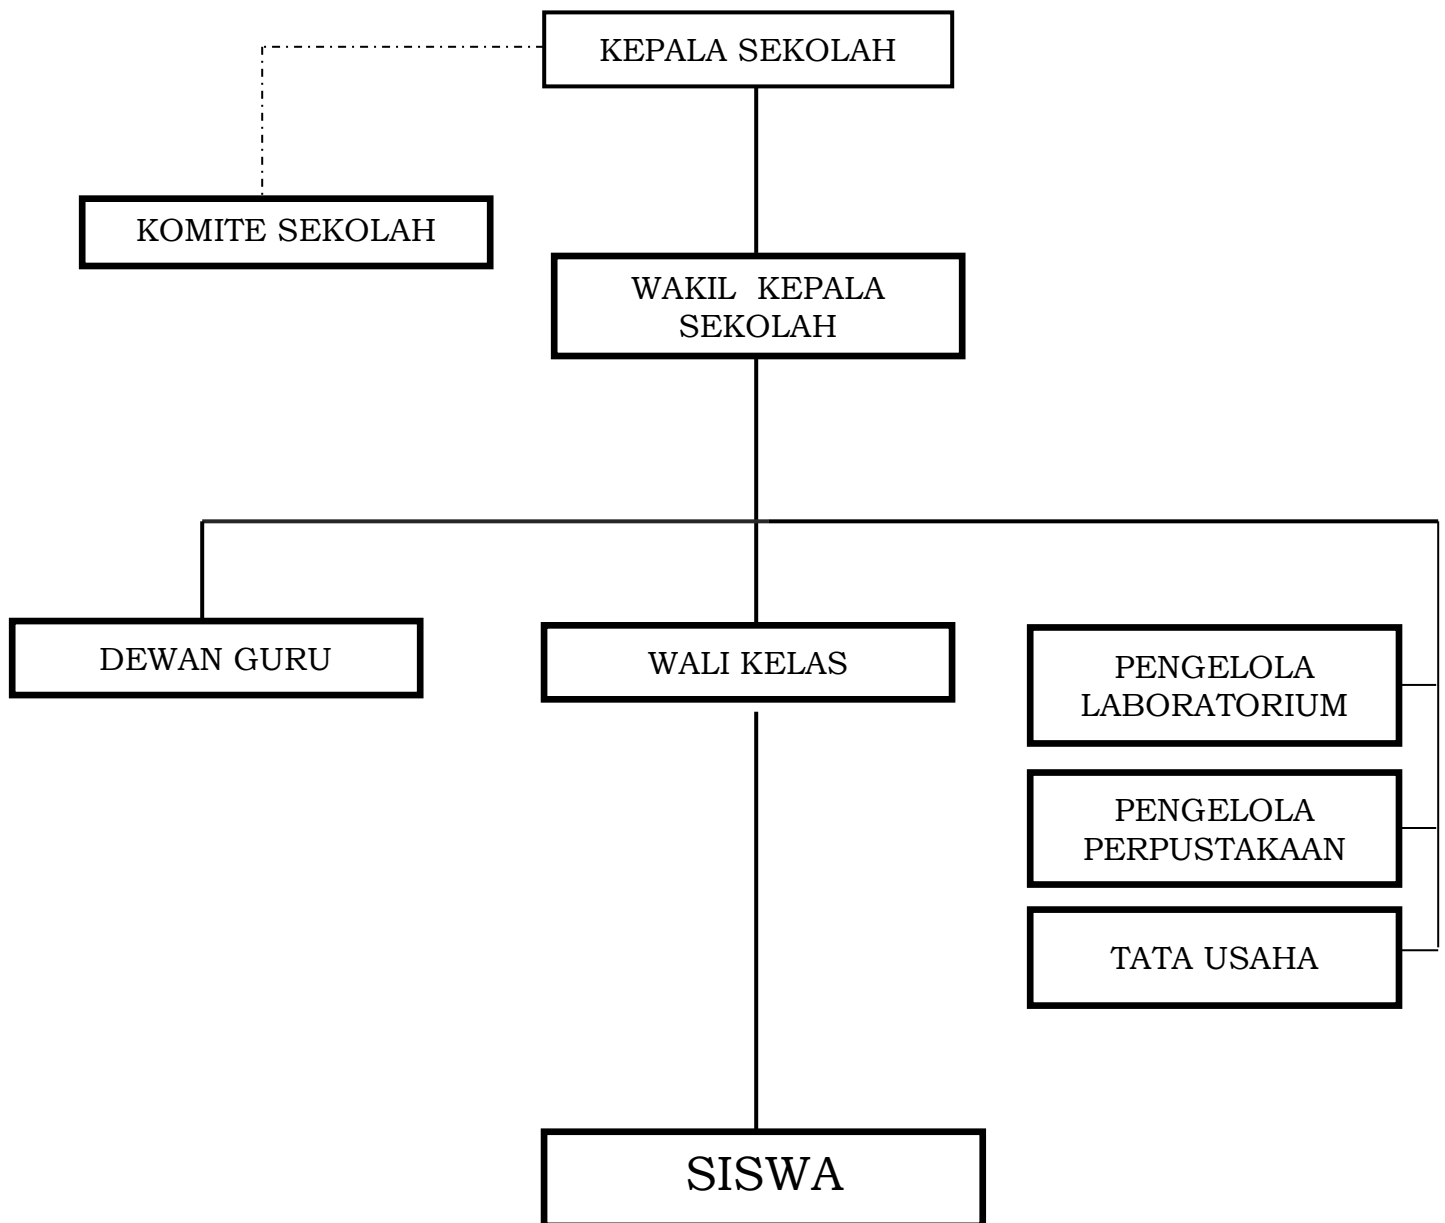 KEPALA SEKOLAH
KOMITE SEKOLAH
WAKIL  KEPALA
SEKOLAH
DEWAN GURU
WALI KELAS
PENGELOLA
LABORATORIUM
PENGELOLA
PERPUSTAKAAN
TATA USAHA
SISWA